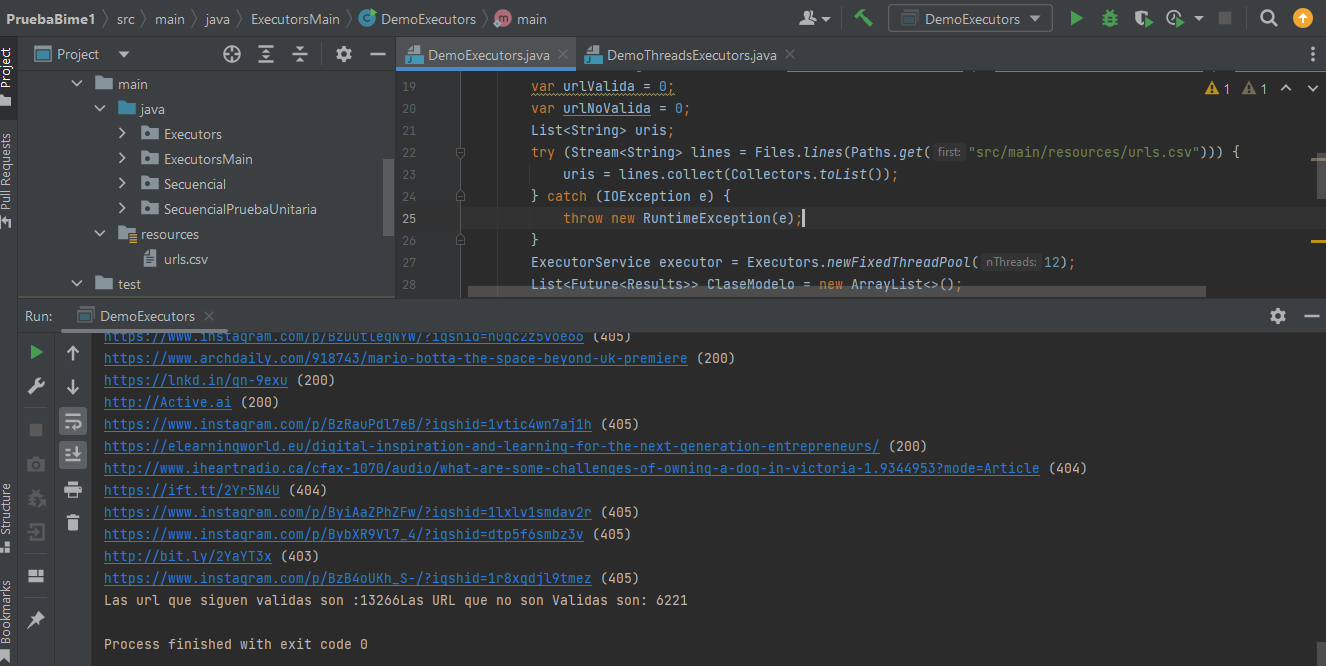 PruebaBime1 src main java ExecutorsMain DemoExecutors main
DemoExecutors
Project
DemoExecutors.java
DemoThreadsExecutors.java
Project
Pull Requests
Structure
Bookmarks
main
java
Executors
ExecutorsMain
Secuencial
SecuencialPruebaUnitaria
resources
urls.csv
test
19 var urlValida = 0;
20 var urlNoValida = 0;
21 List<String> uris;
22 try (Stream<String> lines = Files.lines(Paths.get( first: "src/main/resources/urls.csv"))) {
23 uris = lines.collect(Collectors.toList());
24 } catch (IOException e) {
25 throw new RuntimeException(e);
26 }
27 ExecutorService executor = Executors.newFixedThreadPool( nThreads: 12);
28 List<Future<Results>> ClaseModelo = new ArrayList<>();
1 1
Run: DemoExecutors
(405)
https://www.archdaily.com/918743/mario-botta-the-space-beyond-uk-premiere (200)
https://lnkd.in/gn-9exu (200)
http://Active.ai (200)
https://www.instagram.com/p/BzRauPdl7eB/?igshid=1vtic4wn7aj1h (405)
https://elearningworld.eu/digital-inspiration-and-learning-for-the-next-generation-entrepreneurs/ (200)
http://www.iheartradio.ca/cfax-1070/audio/what-are-some-challenges-of-owning-a-dog-in-victoria-1.9344953?mode=Article (404)
https://ift.tt/2Yr5N4U (404)
https://www.instagram.com/p/ByiAaZPhZFw/?igshid=1lxlv1smdav2r (405)
https://www.instagram.com/p/BybXR9Vl7_4/?igshid=dtp5f6smbz3v (405)
http://bit.ly/2YaYT3x (403)
https://www.instagram.com/p/BzB4oUKh_S-/?igshid=1r8xgdjl9tmez (405)
Las url que siguen validas son :13266Las URL que no son Validas son: 6221
Process finished with exit code 0